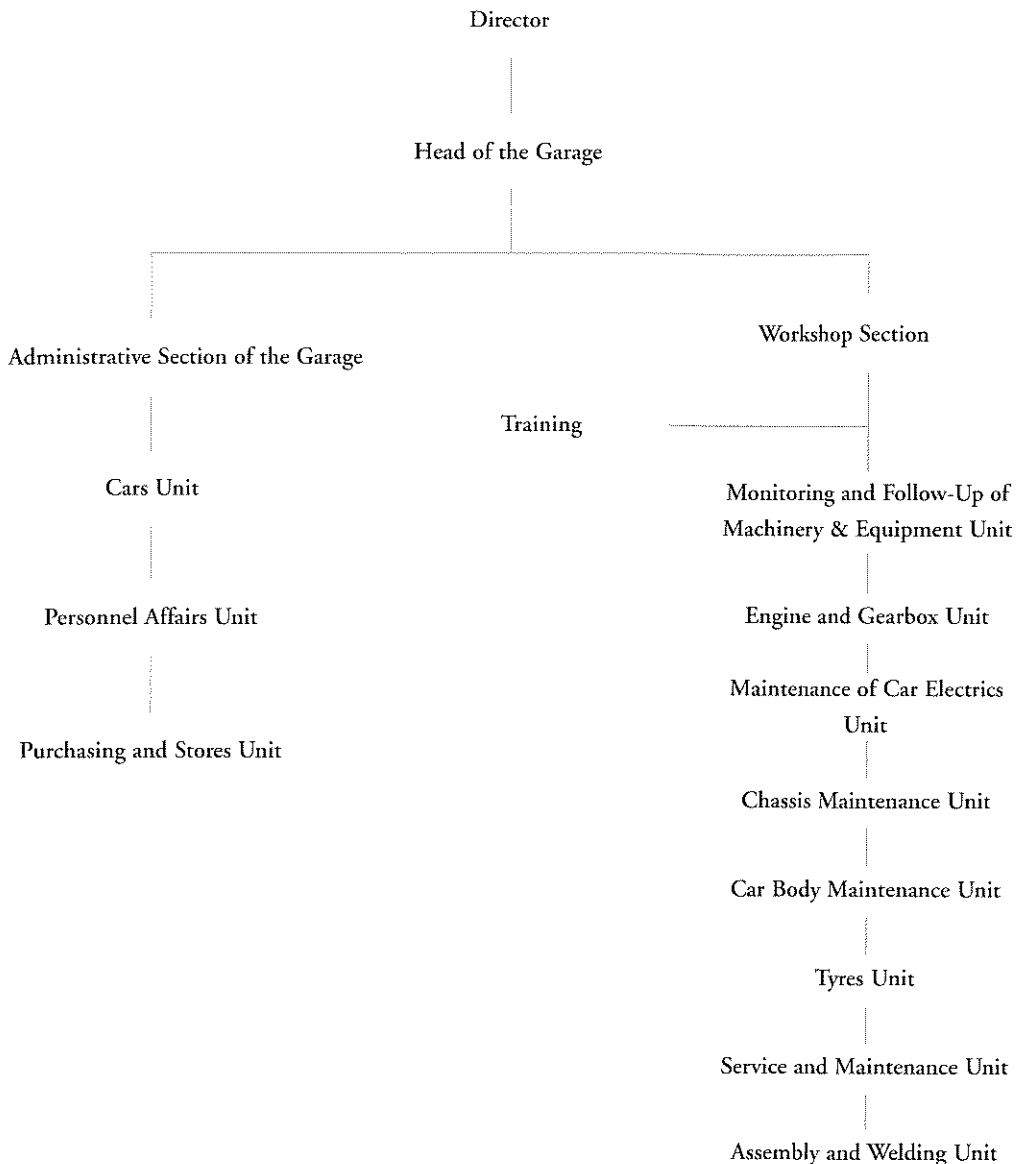 Director
Head of the Garage
Administrative Section of the Garage
Cars Unit
Personnel Affairs Unit
Purchasing and Stores Unit
Workshop Section
Training
Monitoring and Follow-Up of
Machinery & Equipment Unit
Engine and Gearbox Unit
Maintenance of Car Electrics
Unit
Chassis Maintenance Unit
Car Body Maintenance Unit
Tyres Unit
Service and Maintenance Unit
Assembly and Welding Unit